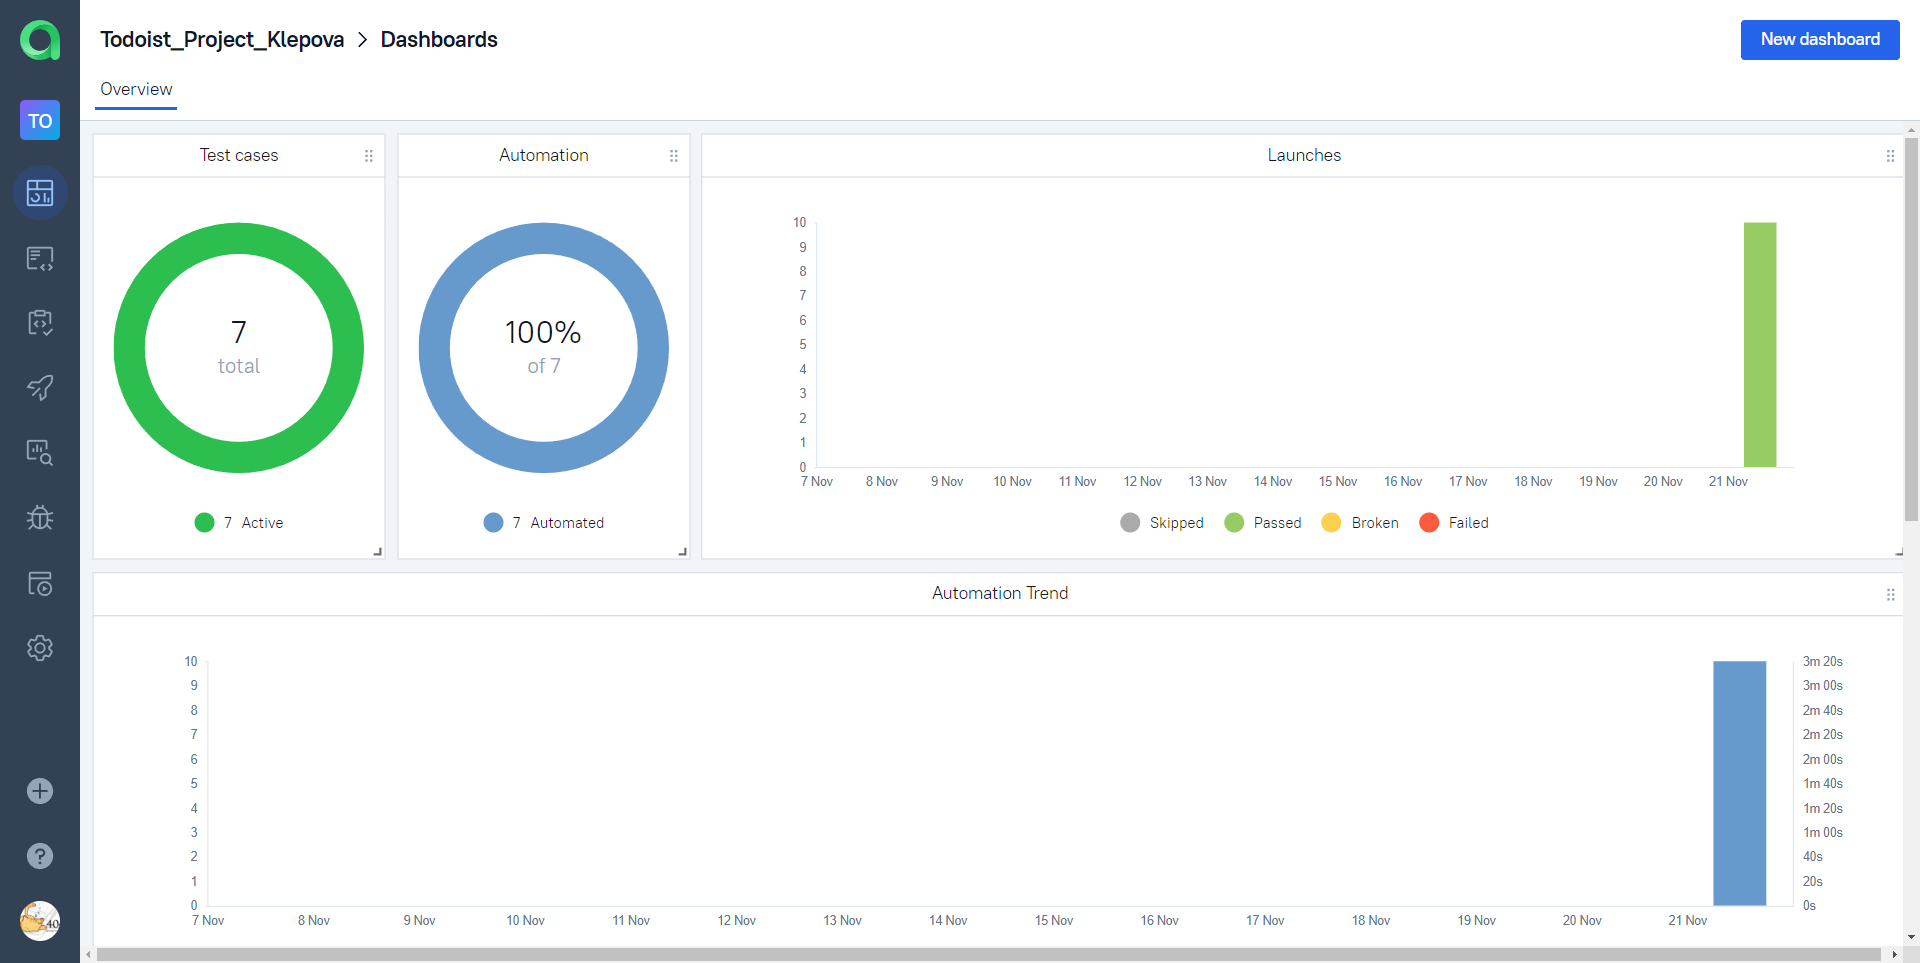 Todoist_Project_Klepova > Dashboards
New dashboard
Overview
TO
Test cases
7
total
7 Active
Automation
100%
of 7
7 Automated
Launches
10
9
8
7
6
5
4
3
2
1
0
7 Nov 8 Nov 9 Nov 10 Nov 11 Nov 12 Nov 13 Nov 14 Nov 15 Nov 16 Nov 17 Nov 18 Nov 19 Nov 20 Nov 21 Nov
Skipped Passed Broken Failed
Automation Trend
10 3m 20s
9 3m 00s
8 2m 40s
7 2m 20s
6 2m 00s
5 1m 40s
4 1m 20s
3 1m 00s
2 40s
1 20s
0 0s
7 Nov 8 Nov 9 Nov 10 Nov 11 Nov 12 Nov 13 Nov 14 Nov 15 Nov 16 Nov 17 Nov 18 Nov 19 Nov 20 Nov 21 Nov
?
40